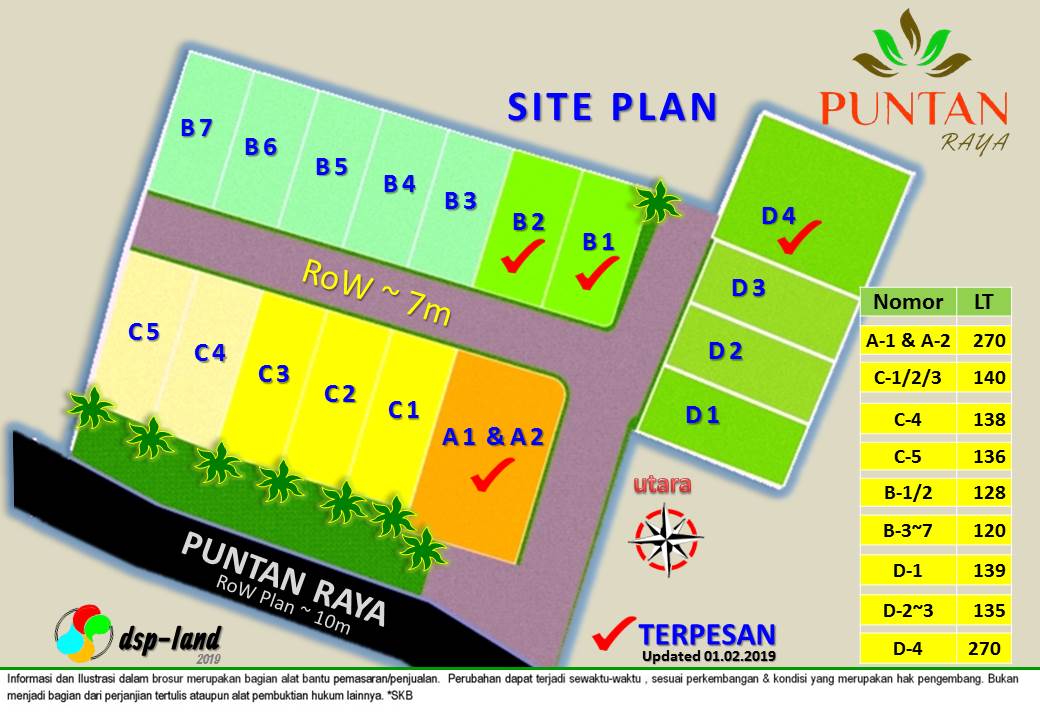 PUNTAN
RAYA
SITE PLAN
B7
B6
B5
B4
B3
B2
B1
D4
D3
D2
D1
RoW ~ 7m
C5
C4
C3
C2
C1
A1 & A2
utara
PUNTAN RAYA
RoW Plan ~ 10m
Nomor LT
A-1 & A-2 270
C-1/2/3 140
C-4 138
C-5 136
B-1/2 128
B-3~7 120
D-1 139
D-2~3 135
D-4 270
dsp-land
2019
TERPESAN
Updated 01.02.2019
Informasi dan Ilustrasi dalam brosur merupakan bagian alat bantu pemasaran/penjualan. Perubahan dapat terjadi sewaktu-waktu , sesuai perkembangan & kondisi yang merupakan hak pengembang. Bukan
menjadi bagian dari perjanjian tertulis ataupun alat pembuktian hukum lainnya. *SKB